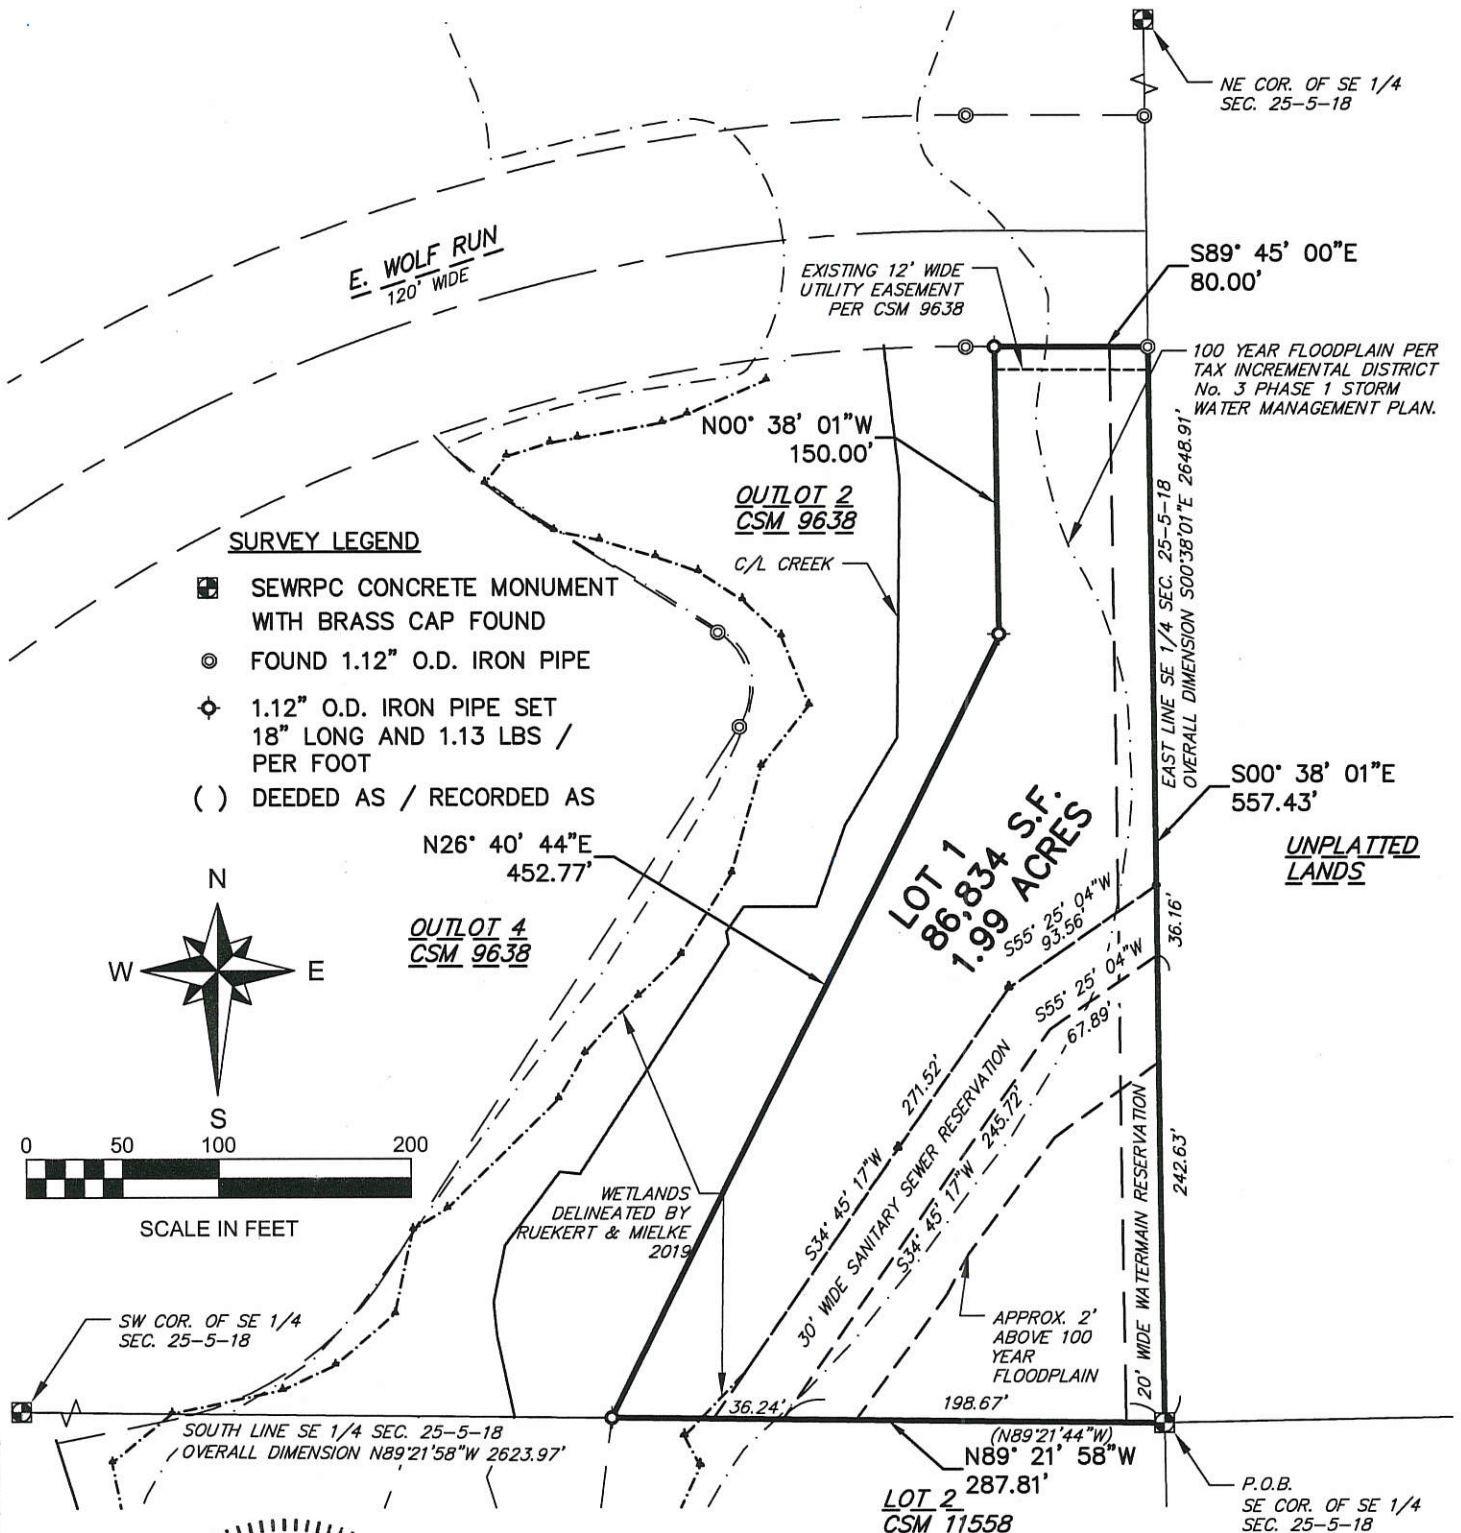 NE COR. OF SE 1/4
SEC. 25-5-18
E. WOLF RUN
120' WIDE
EXISTING 12' WIDE
UTILITY EASEMENT
PER CSM 9638
S89° 45' 00"E
80.00'
100 YEAR FLOODPLAIN PER
TAX INCREMENTAL DISTRICT
No. 3 PHASE 1 STORM
WATER MANAGEMENT PLAN.
N00° 38' 01"W
150.00'
OUTLOT 2
CSM 9638
C/L CREEK
EAST LINE SE 1/4 SEC. 25-5-18
OVERALL DIMENSION S00°38'01"E 2648.91'
SURVEY LEGEND
SEWRPC CONCRETE MONUMENT
WITH BRASS CAP FOUND
FOUND 1.12" O.D. IRON PIPE
1.12" O.D. IRON PIPE SET
18" LONG AND 1.13 LBS /
PER FOOT
( ) DEEDED AS / RECORDED AS
S00° 38' 01"E
557.43'
UNPLATTED
LANDS
N26° 40' 44"E
452.77'
OUTLOT 4
CSM 9638
LOT 1
86,834 S.F.
1.99 ACRES
S55° 25' 04"W
93.56'
36.16'
S55° 25' 04"W
67.89'
N
W E
S
0 50 100 200
SCALE IN FEET
S34° 45' 17"W 271.52'
30' WIDE SANITARY SEWER RESERVATION
S34° 45' 17"W 245.72'
20' WIDE WATERMAIN RESERVATION
242.63'
WETLANDS
DELINEATED BY
RUEKERT & MIELKE
2019
APPROX. 2'
ABOVE 100
YEAR
FLOODPLAIN
SW COR. OF SE 1/4
SEC. 25-5-18
36.24'
198.67'
SOUTH LINE SE 1/4 SEC. 25-5-18
OVERALL DIMENSION N89°21'58"W 2623.97'
(N89°21'44"W)
N89° 21' 58"W
287.81'
LOT 2
CSM 11558
P.O.B.
SE COR. OF SE 1/4
SEC. 25-5-18